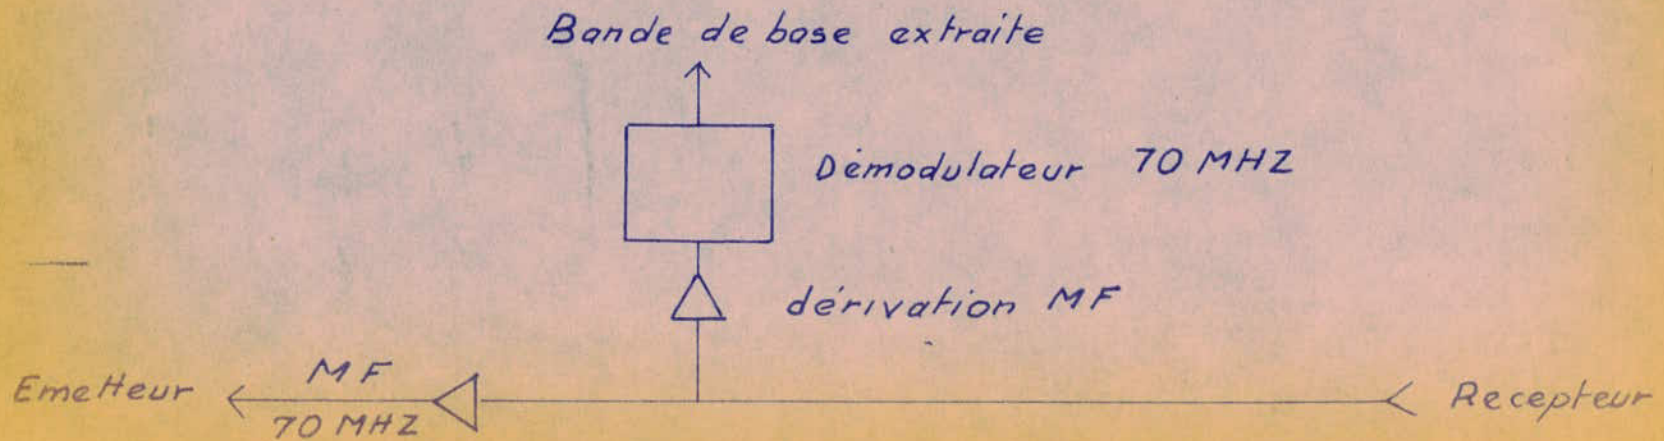 Bande de base extraite
Démodulateur 70 MHZ
dérivation MF
Emetteur MF Recepteur
70 MHZ